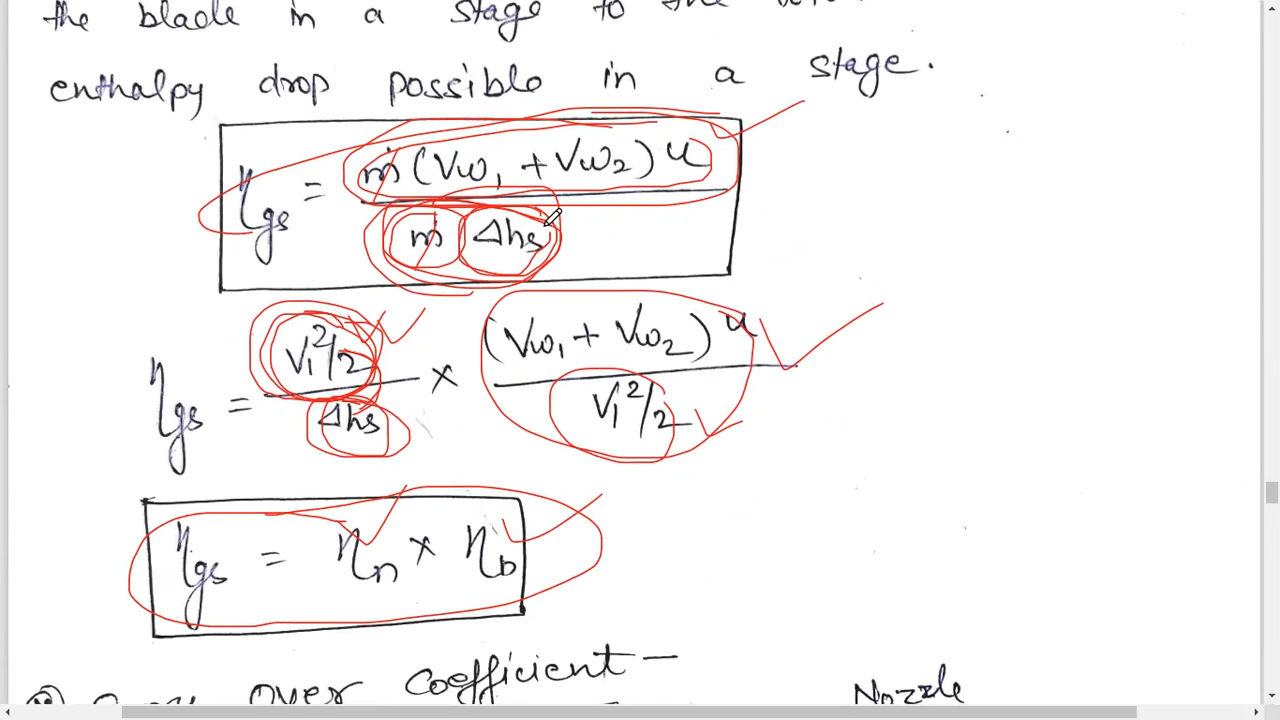 the blade in a stage to the
enthalpy drop possible in a stage.
ηgs = ṁ (Vw₁ + Vw₂) u / ṁ Δhs
ηgs = V₁²/2 / Δhs × (Vw₁ + Vw₂) u / V₁²/2
ηgs = ηn × ηb
over coefficient —
Nozzle